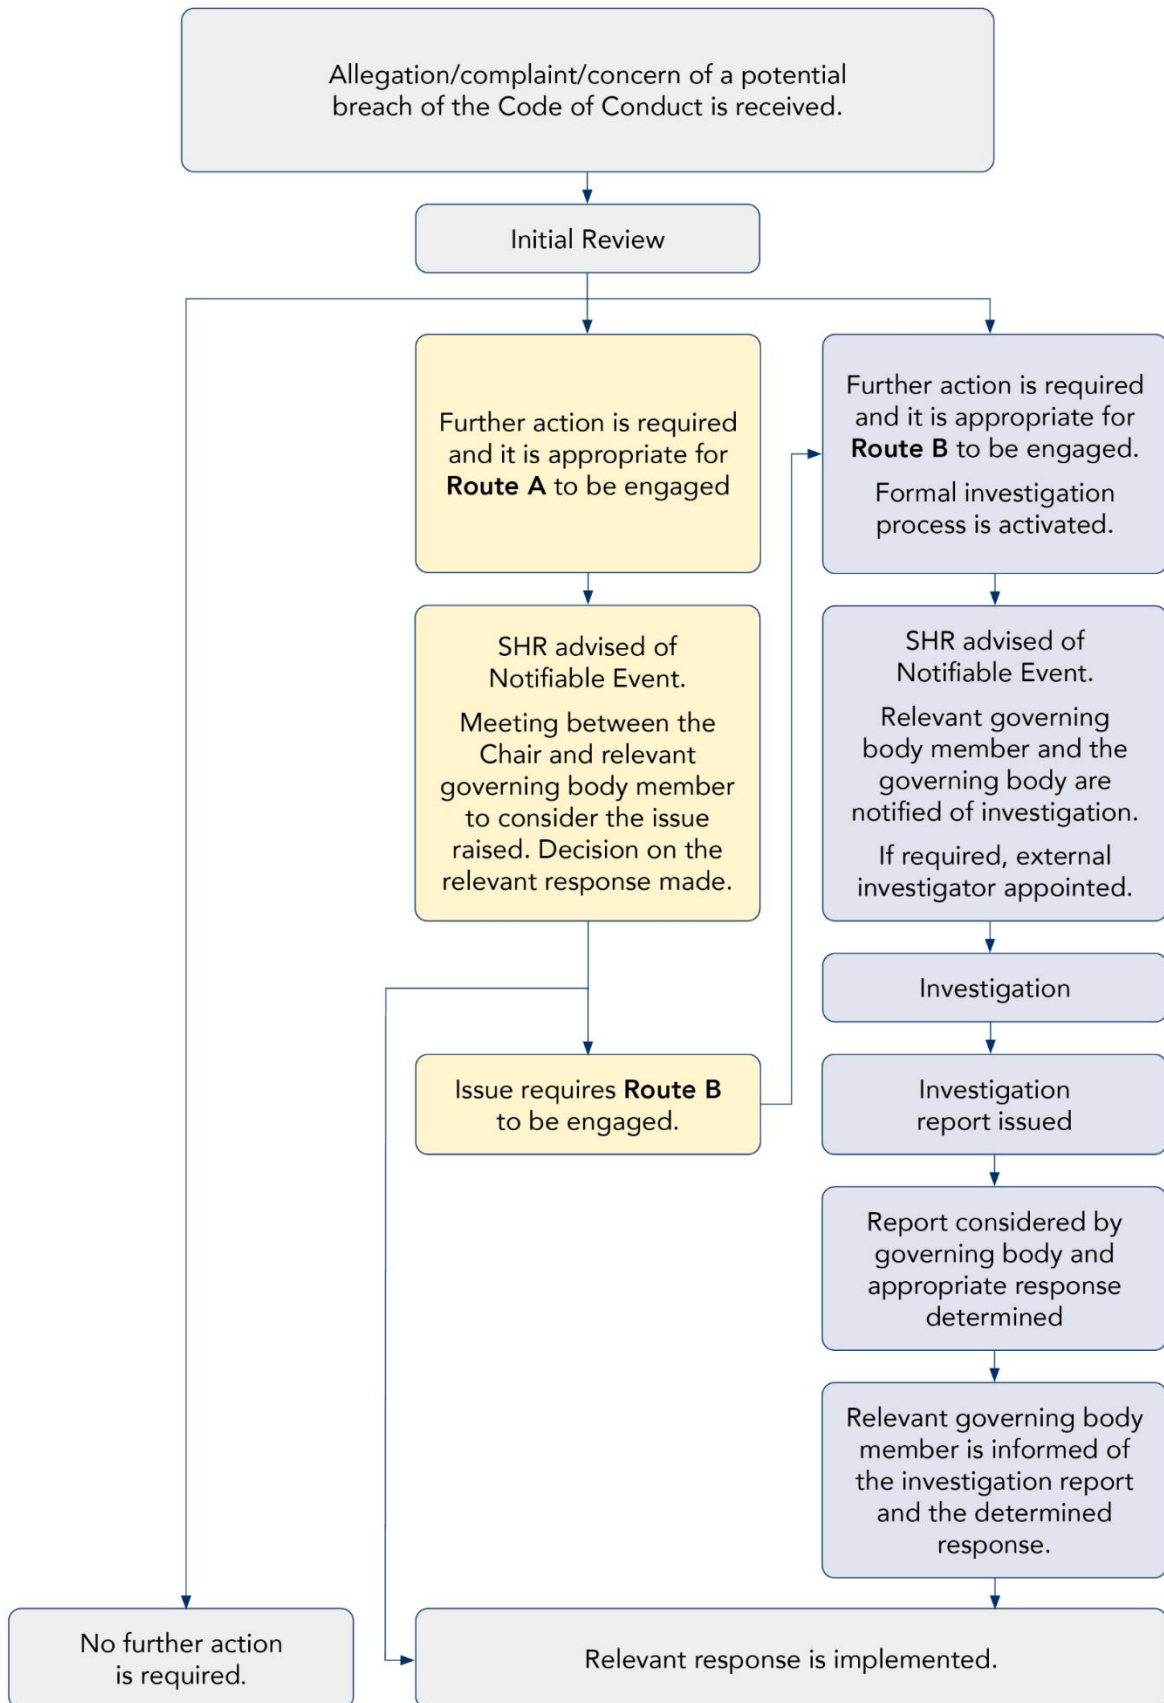 Allegation/complaint/concern of a potential
breach of the Code of Conduct is received.
Initial Review
Further action is required
and it is appropriate for
Route A to be engaged
SHR advised of
Notifiable Event.
Meeting between the
Chair and relevant
governing body member
to consider the issue
raised. Decision on the
relevant response made.
Issue requires Route B
to be engaged.
Further action is required
and it is appropriate for
Route B to be engaged.
Formal investigation
process is activated.
SHR advised of
Notifiable Event.
Relevant governing
body member and the
governing body are
notified of investigation.
If required, external
investigator appointed.
Investigation
Investigation
report issued
Report considered by
governing body and
appropriate response
determined
Relevant governing body
member is informed of
the investigation report
and the determined
response.
No further action
is required.
Relevant response is implemented.